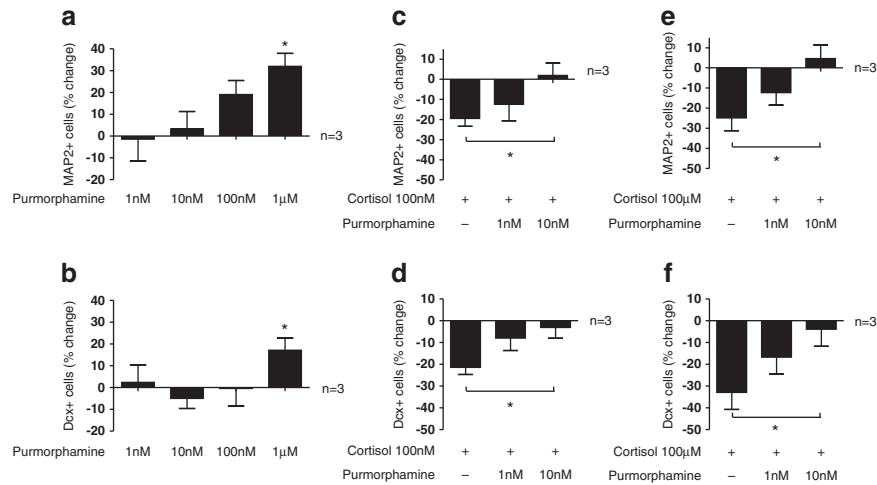 a
MAP2+ cells (% change)
40
30
20
10
0
-10
-20
*
n=3
Purmorphamine 1nM 10nM 100nM 1μM
c
MAP2+ cells (% change)
10
0
-10
-20
-30
-40
-50
n=3
*
Cortisol 100nM + + +
Purmorphamine – 1nM 10nM
e
MAP2+ cells (% change)
10
0
-10
-20
-30
-40
-50
n=3
*
Cortisol 100μM + + +
Purmorphamine – 1nM 10nM
b
Dcx+ cells (% change)
40
30
20
10
0
-10
-20
*
n=3
Purmorphamine 1nM 10nM 100nM 1μM
d
Dcx+ cells (% change)
10
0
-10
-20
-30
-40
-50
n=3
*
Cortisol 100nM + + +
Purmorphamine – 1nM 10nM
f
Dcx+ cells (% change)
10
0
-10
-20
-30
-40
-50
n=3
*
Cortisol 100μM + + +
Purmorphamine – 1nM 10nM